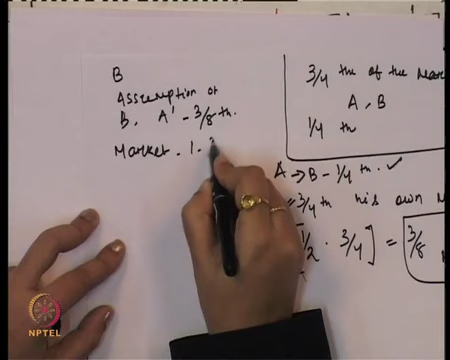 B
Assumption of
B. A' - 3/8 th.
Market. 1 -
3/4 th of the Mar
A, B
1/4 th
A ⇒ B - 1/4 th. ✓
= 3/4 th his own M
1/2 · 3/4 ] = 3/8
NPTEL